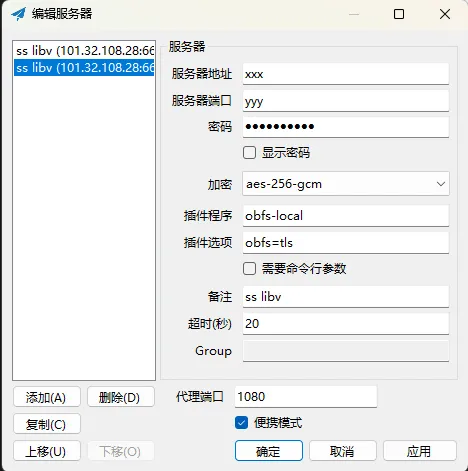 编辑服务器
ss libv (101.32.108.28:66
ss libv (101.32.108.28:66
服务器
服务器地址 xxx
服务器端口 yyy
密码 ●●●●●●●●●●
显示密码
加密 aes-256-gcm
插件程序 obfs-local
插件选项 obfs=tls
需要命令行参数
备注 ss libv
超时(秒) 20
Group
添加(A) 删除(D) 代理端口 1080
复制(C) 便携模式
上移(U) 下移(O) 确定 取消 应用